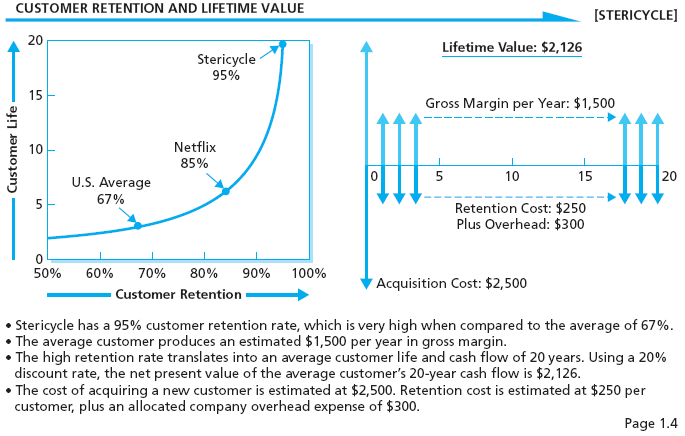 CUSTOMER RETENTION AND LIFETIME VALUE
[STERICYCLE]
20
15
10
5
0
Customer Life
Stericycle
95%
Netflix
85%
U.S. Average
67%
50% 60% 70% 80% 90% 100%
Customer Retention
Lifetime Value: $2,126
Gross Margin per Year: $1,500
0 5 10 15 20
Retention Cost: $250
Plus Overhead: $300
Acquisition Cost: $2,500
• Stericycle has a 95% customer retention rate, which is very high when compared to the average of 67%.
• The average customer produces an estimated $1,500 per year in gross margin.
• The high retention rate translates into an average customer life and cash flow of 20 years. Using a 20%
discount rate, the net present value of the average customer's 20-year cash flow is $2,126.
• The cost of acquiring a new customer is estimated at $2,500. Retention cost is estimated at $250 per
customer, plus an allocated company overhead expense of $300.
Page 1.4